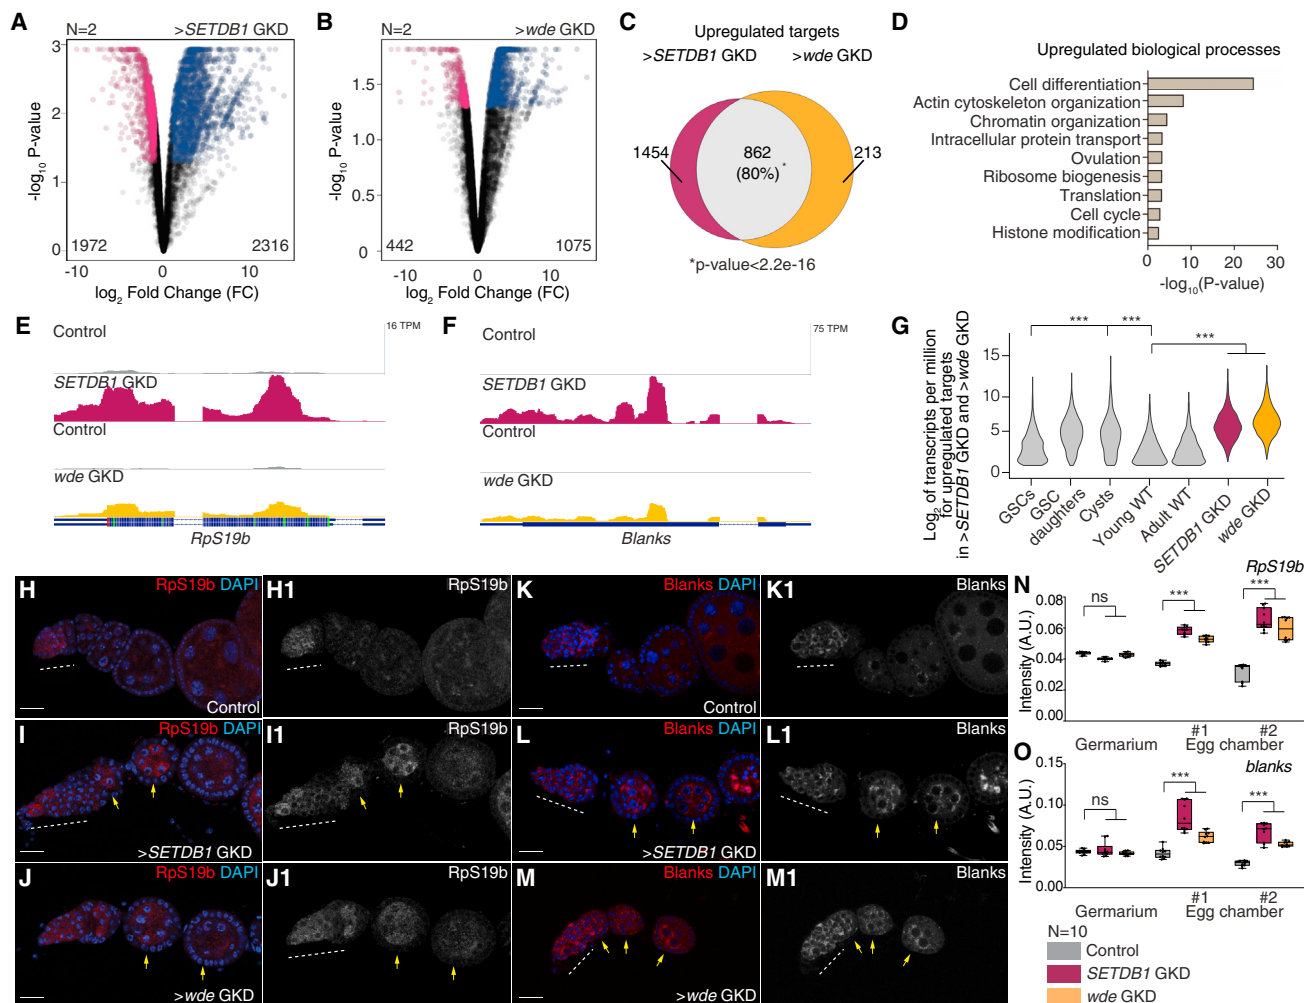 A
N=2
>SETDB1 GKD
-log10 P-value
3
2
1
0
1972
2316
-10
0
10
log2 Fold Change (FC)
B
N=2
>wde GKD
1.5
1.0
0.5
0
442
1075
-10
0
10
log2 Fold Change (FC)
C
Upregulated targets
>SETDB1 GKD
>wde GKD
1454
862
(80%)*
213
*p-value<2.2e-16
D
Upregulated biological processes
Cell differentiation
Actin cytoskeleton organization
Chromatin organization
Intracellular protein transport
Ovulation
Ribosome biogenesis
Translation
Cell cycle
Histone modification
0 10 20 30
-log10(P-value)
E
Control
16 TPM
SETDB1 GKD
Control
wde GKD
RpS19b
F
Control
75 TPM
SETDB1 GKD
Control
wde GKD
Blanks
G
Log2 of transcripts per million
for upregulated targets
in >SETDB1 GKD and >wde GKD
15
10
5
0
***
***
***
GSCs
GSC
daughters
Cysts
Young WT
Adult WT
SETDB1 GKD
wde GKD
H
RpS19b DAPI
Control
H1
RpS19b
K
Blanks DAPI
Control
K1
Blanks
I
RpS19b DAPI
>SETDB1 GKD
I1
RpS19b
L
Blanks DAPI
>SETDB1 GKD
L1
Blanks
J
RpS19b DAPI
>wde GKD
J1
RpS19b
M
Blanks DAPI
>wde GKD
M1
Blanks
N
RpS19b
Intensity (A.U.)
0.08
0.06
0.04
0.02
0.00
ns
***
***
#1
#2
Germarium
Egg chamber
O
blanks
Intensity (A.U.)
0.15
0.10
0.05
0.00
ns
***
***
#1
#2
Germarium
Egg chamber
N=10
Control
SETDB1 GKD
wde GKD